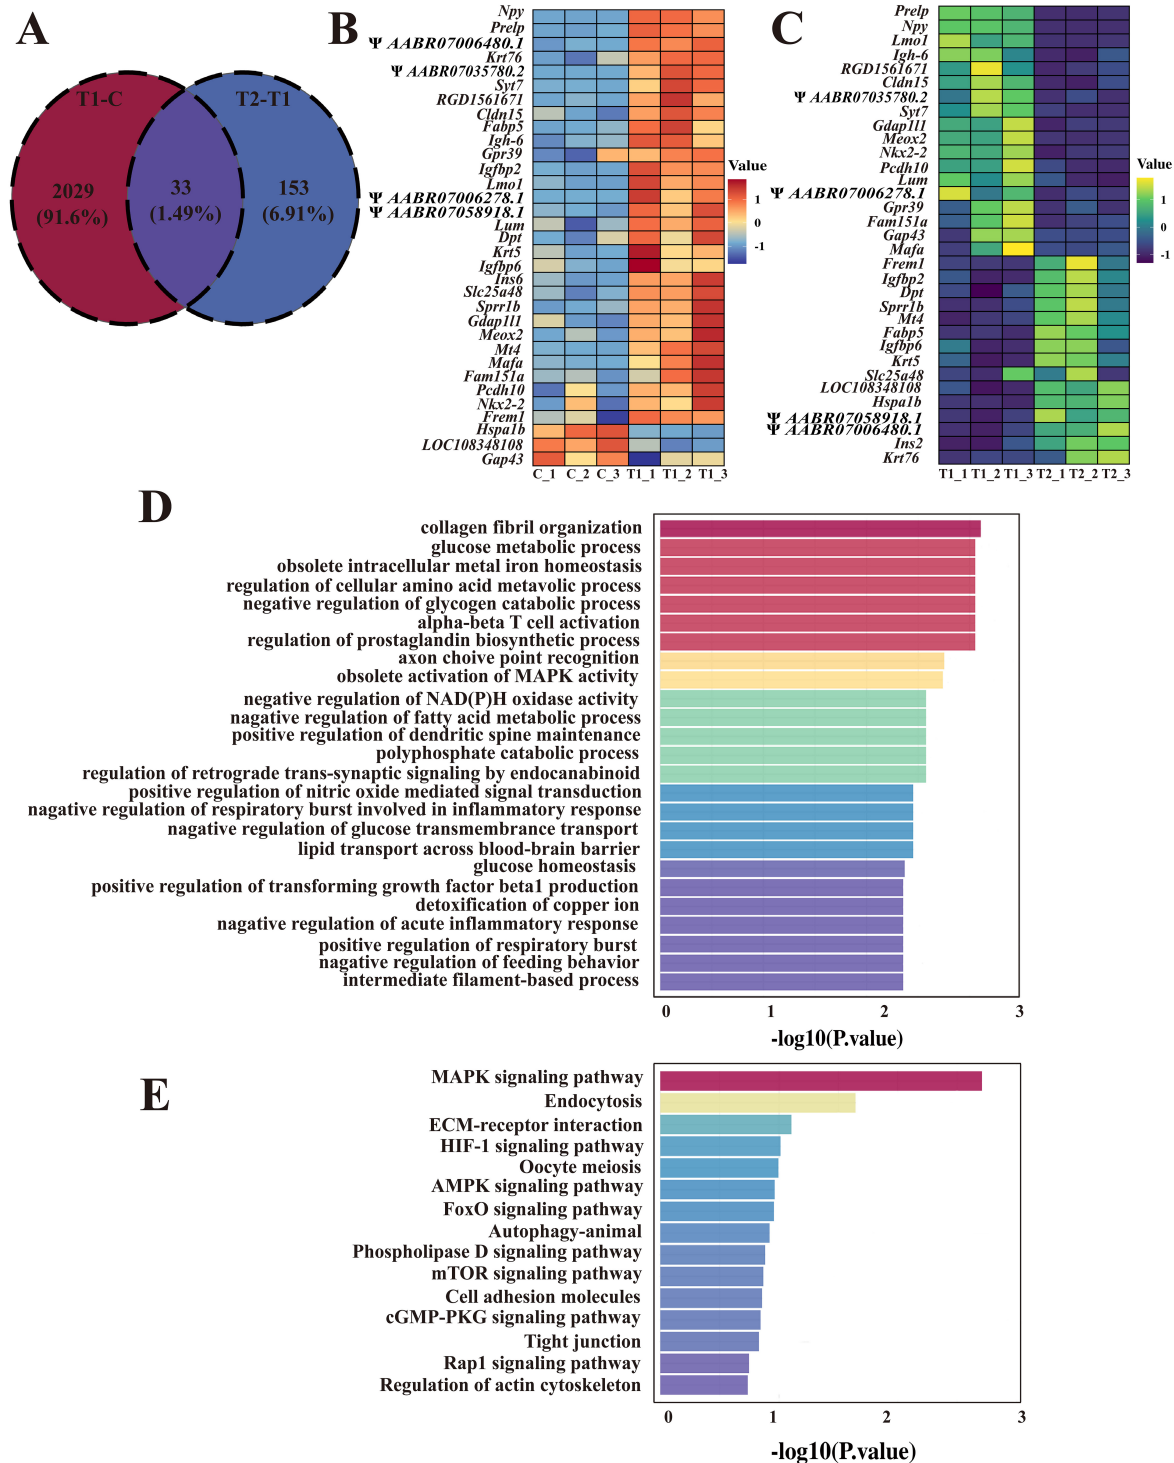 A
T1-C
T2-T1
2029
(91.6%)
33
(1.49%)
153
(6.91%)
B
Npy
Prelp
Ψ AABR07006480.1
Krt76
Ψ AABR07035780.2
Syt7
RGD1561671
Cldn15
Fabp5
Igh-6
Gpr39
Igfbp2
Lmo1
Ψ AABR07006278.1
Ψ AABR07058918.1
Lum
Dpt
Krt5
Igfbp6
Ins6
Slc25a48
Sprr1b
Gdap1l1
Meox2
Mt4
Mafa
Fam151a
Pcdh10
Nkx2-2
Frem1
Hspa1b
LOC108348108
Gap43
C_1 C_2 C_3 T1_1 T1_2 T1_3
Value
1
0
-1
C
Prelp
Npy
Lmo1
Igh-6
RGD1561671
Cldn15
Ψ AABR07035780.2
Syt7
Gdap1l1
Meox2
Nkx2-2
Pcdh10
Lum
Ψ AABR07006278.1
Gpr39
Fam151a
Gap43
Mafa
Frem1
Igfbp2
Dpt
Sprr1b
Mt4
Fabp5
Igfbp6
Krt5
Slc25a48
LOC108348108
Hspa1b
Ψ AABR07058918.1
Ψ AABR07006480.1
Ins2
Krt76
T1_1 T1_2 T1_3 T2_1 T2_2 T2_3
Value
1
0
-1
D
collagen fibril organization
glucose metabolic process
obsolete intracellular metal iron homeostasis
regulation of cellular amino acid metavolic process
negative regulation of glycogen catabolic process
alpha-beta T cell activation
regulation of prostaglandin biosynthetic process
axon choive point recognition
obsolete activation of MAPK activity
negative regulation of NAD(P)H oxidase activity
nagative regulation of fatty acid metabolic process
positive regulation of dendritic spine maintenance
polyphosphate catabolic process
regulation of retrograde trans-synaptic signaling by endocanabinoid
positive regulation of nitric oxide mediated signal transduction
nagative regulation of respiratory burst involved in inflammatory response
nagative regulation of glucose transmembrance transport
lipid transport across blood-brain barrier
glucose homeostasis
positive regulation of transforming growth factor beta1 production
detoxification of copper ion
nagative regulation of acute inflammatory response
positive regulation of respiratory burst
nagative regulation of feeding behavior
intermediate filament-based process
0 1 2 3
-log10(P.value)
E
MAPK signaling pathway
Endocytosis
ECM-receptor interaction
HIF-1 signaling pathway
Oocyte meiosis
AMPK signaling pathway
FoxO signaling pathway
Autophagy-animal
Phospholipase D signaling pathway
mTOR signaling pathway
Cell adhesion molecules
cGMP-PKG signaling pathway
Tight junction
Rap1 signaling pathway
Regulation of actin cytoskeleton
0 1 2 3
-log10(P.value)